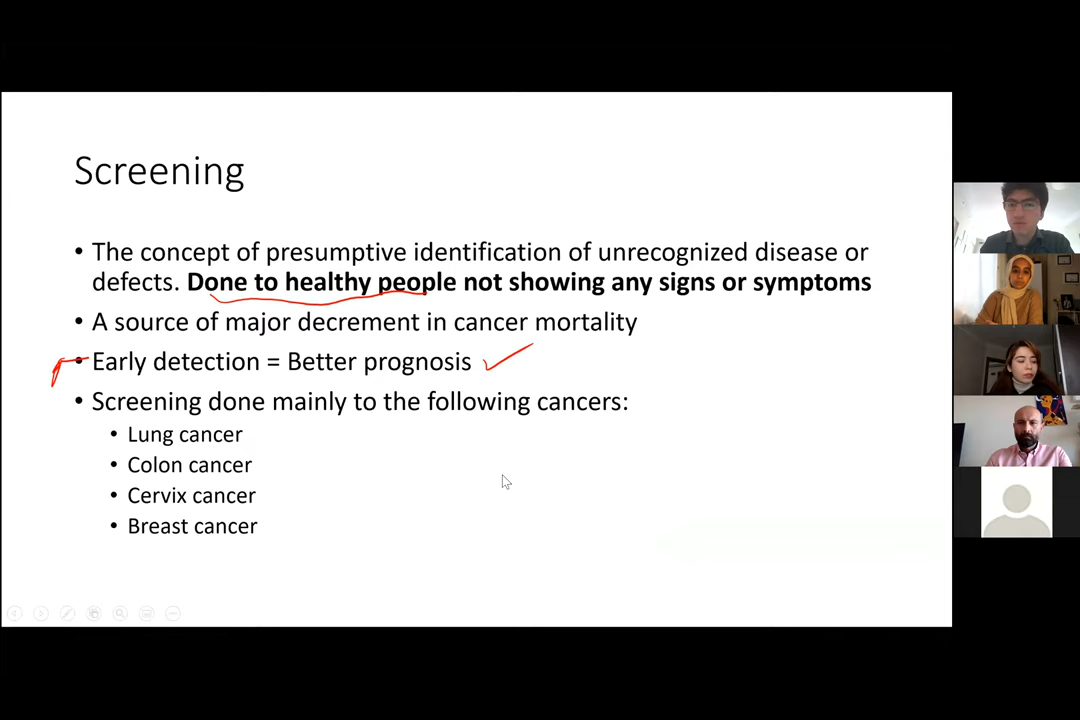 Screening
• The concept of presumptive identification of unrecognized disease or
defects. Done to healthy people not showing any signs or symptoms
• A source of major decrement in cancer mortality
• Early detection = Better prognosis
• Screening done mainly to the following cancers:
• Lung cancer
• Colon cancer
• Cervix cancer
• Breast cancer